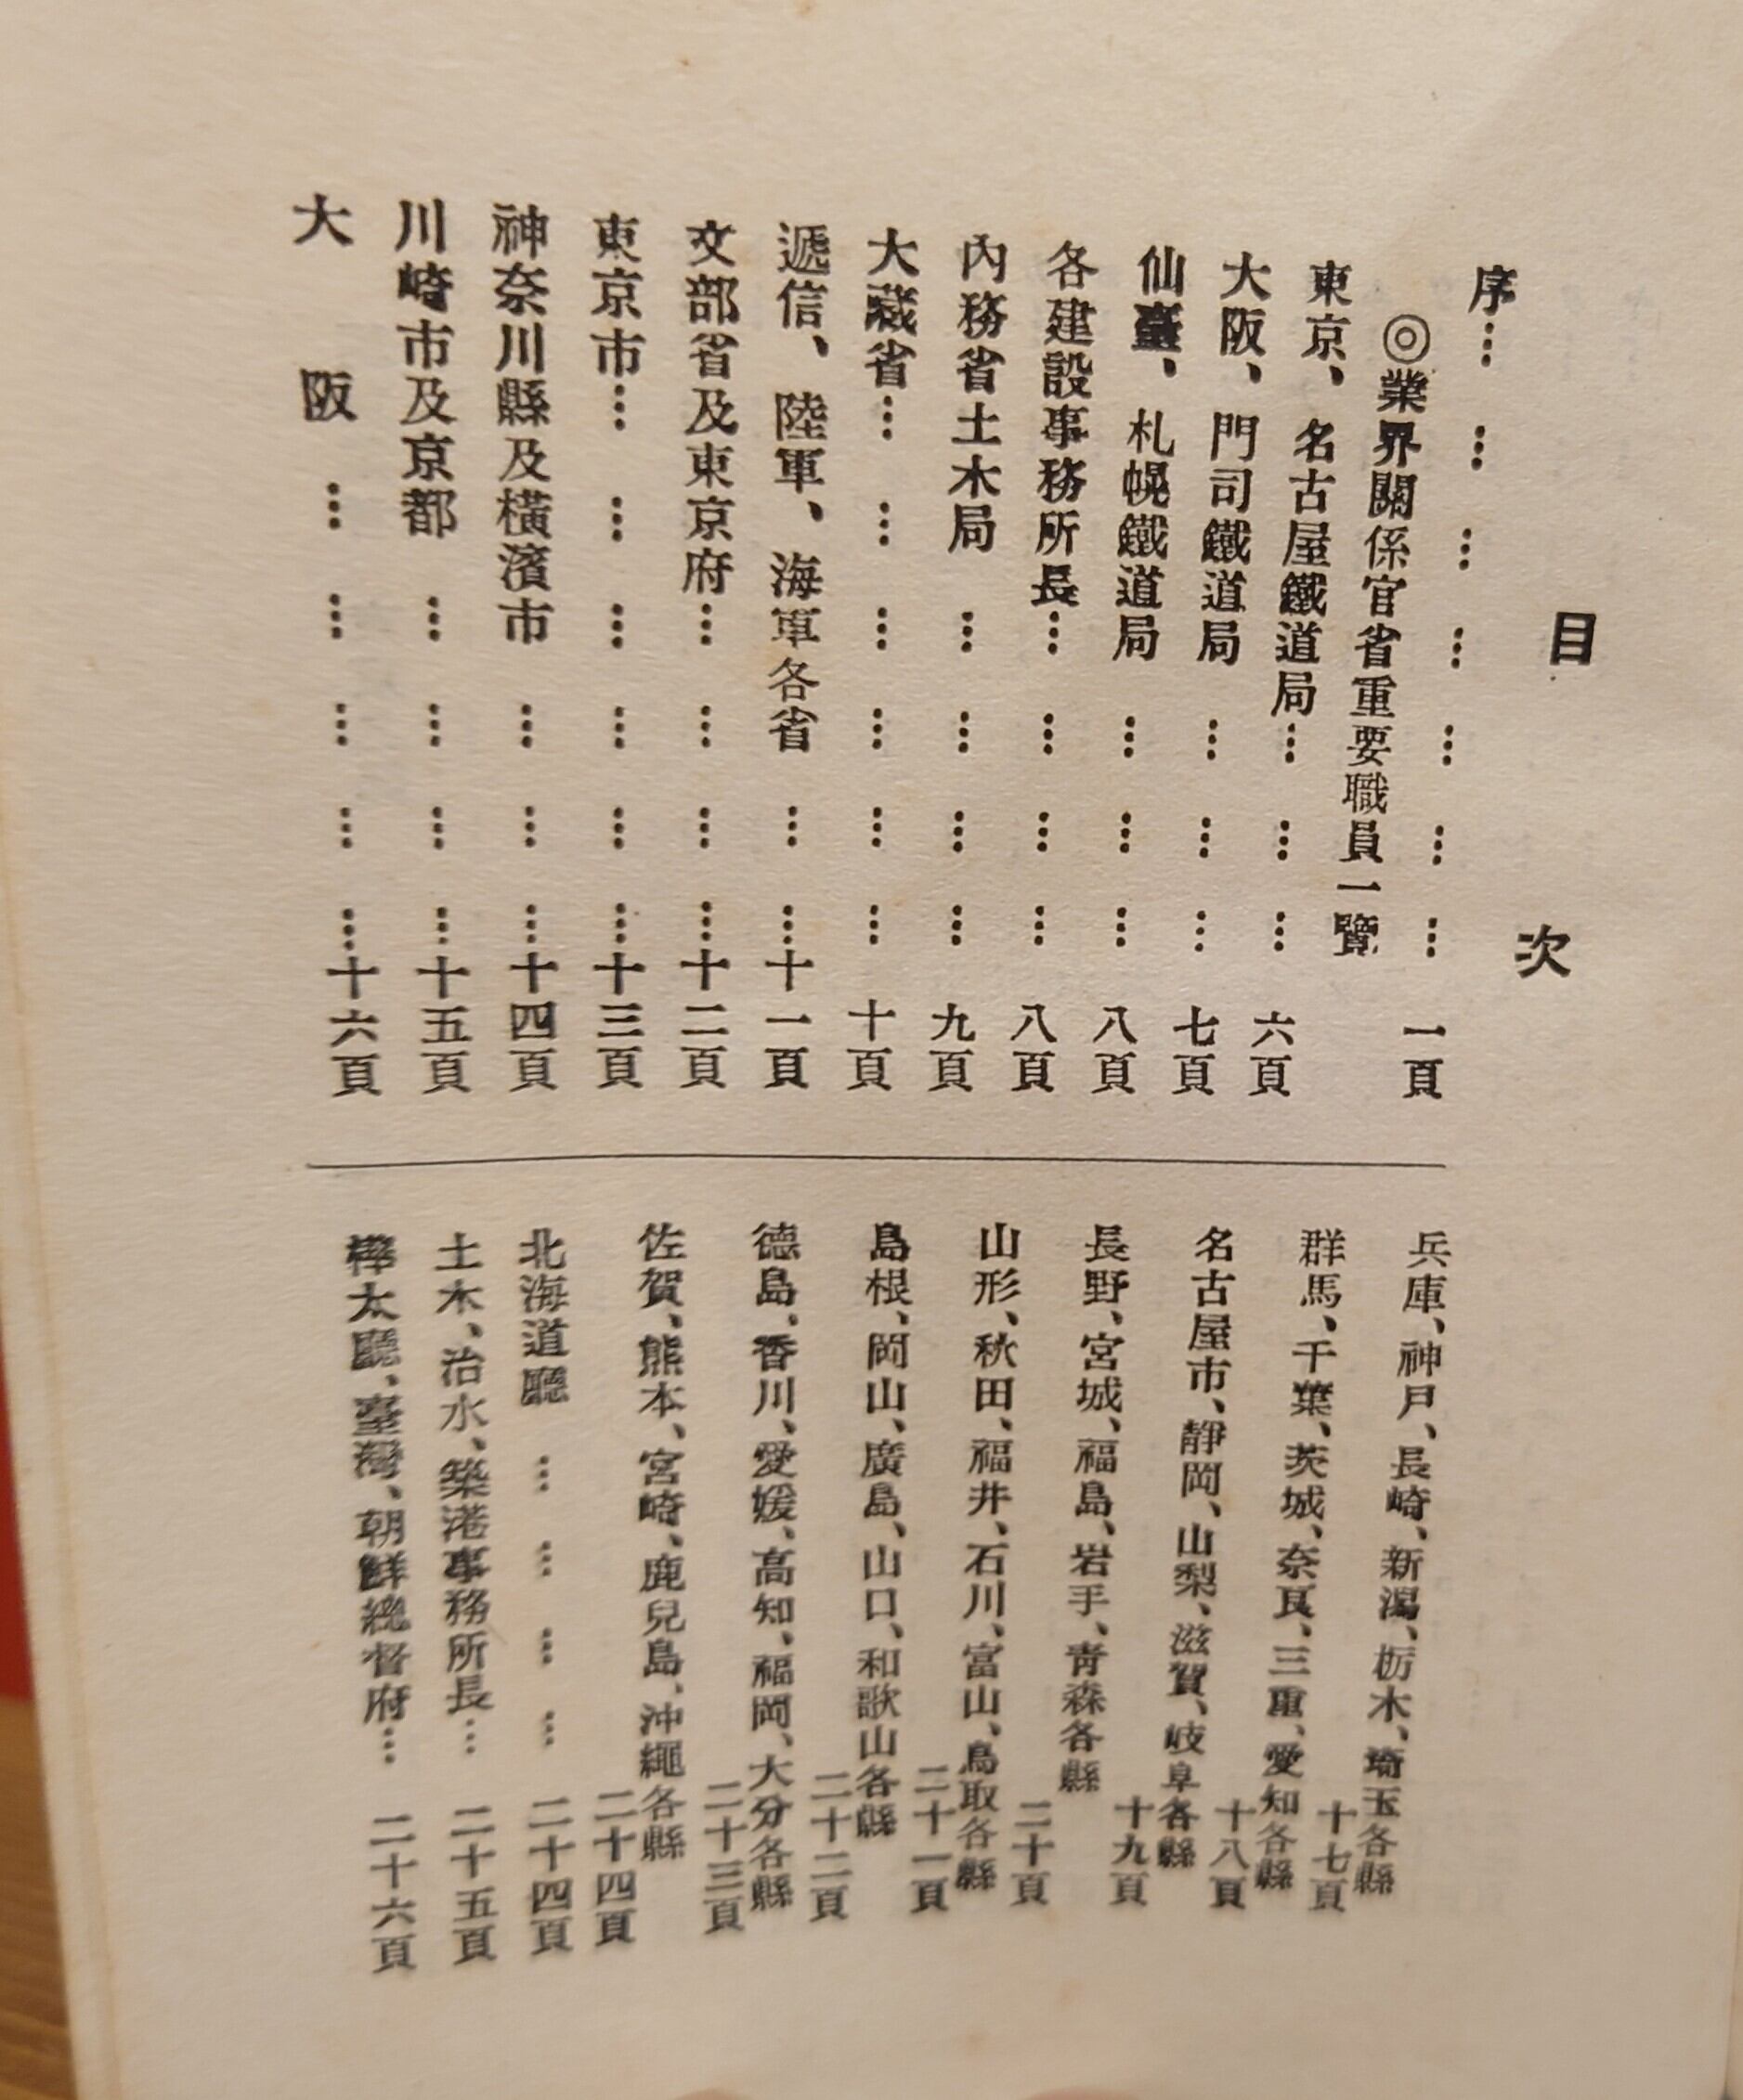 目次
序…………………一頁
◎業界關係官省重要職員一覽
東京、名古屋鐵道局………六頁
大阪、門司鐵道局………七頁
仙臺、札幌鐵道局………八頁
各建設事務所長…………八頁
內務省土木局…………九頁
大藏省………………十頁
遞信、陸軍、海軍各省……十一頁
文部省及東京府…………十二頁
東京市………………十三頁
神奈川縣及横濱市………十四頁
川崎市及京都…………十五頁
大阪………………十六頁
兵庫、神戸、長崎、新潟、栃木、埼玉各縣
十七頁
群馬、千葉、茨城、奈良、三重、愛知各縣
十八頁
名古屋市、靜岡、山梨、滋賀、岐阜各縣
十九頁
長野、宮城、福島、岩手、靑森各縣
二十頁
山形、秋田、福井、石川、富山、鳥取各縣
二十一頁
島根、岡山、廣島、山口、和歌山各縣
二十二頁
德島、香川、愛媛、高知、福岡、大分各縣
二十三頁
佐賀、熊本、宮崎、鹿兒島、沖繩各縣
二十四頁
北海道廳…………二十四頁
土木、治水、築港事務所長…二十五頁
樺太廳、臺灣、朝鮮總督府…二十六頁